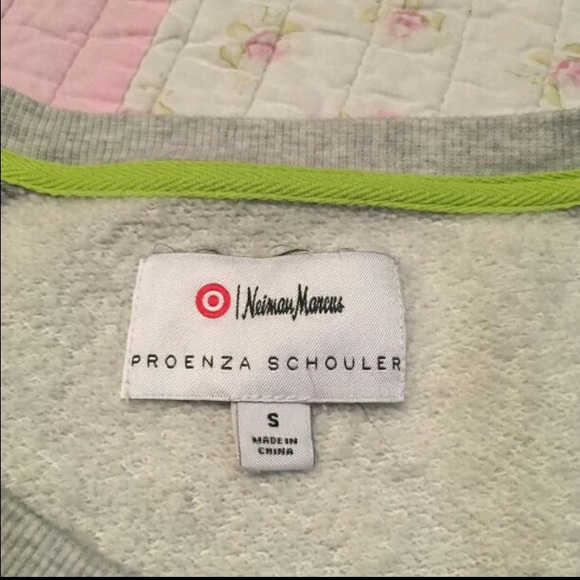 Neiman Marcus
PROENZA SCHOULER
S
MADE IN
CHINA